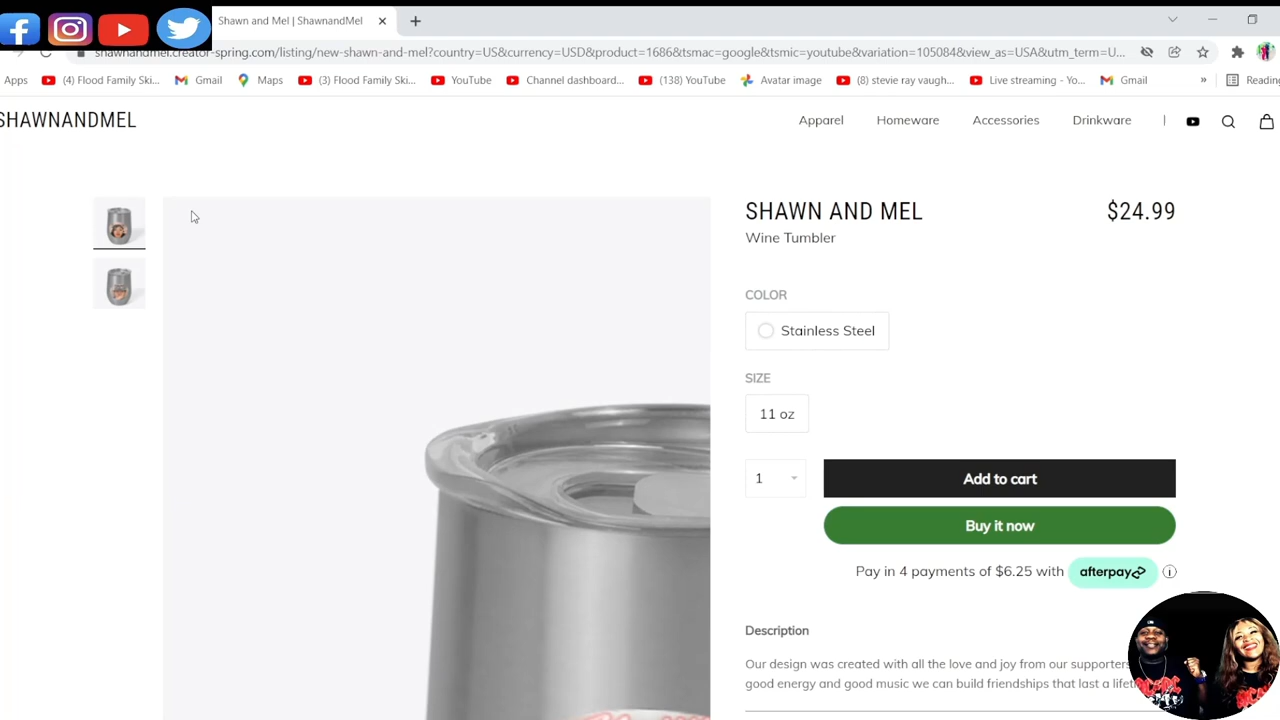 Shawn and Mel | ShawnandMel
shawnandmel.creator-spring.com/listing/new-shawn-and-mel?country=US&currency=USD&product=1686&tsmac=google&tsmic=youtube&variation=105084&view_as=USA&utm_term=U...
Apps (4) Flood Family Ski... Gmail Maps (3) Flood Family Ski... YouTube Channel dashboard... (138) YouTube Avatar image (8) stevie ray vaugh... Live streaming - Yo... Gmail » Reading
SHAWNANDMEL
Apparel Homeware Accessories Drinkware |
SHAWN AND MEL $24.99
Wine Tumbler
COLOR
Stainless Steel
SIZE
11 oz
1 Add to cart
Buy it now
Pay in 4 payments of $6.25 with afterpay
Description
Our design was created with all the love and joy from our supporters
good energy and good music we can build friendships that last a